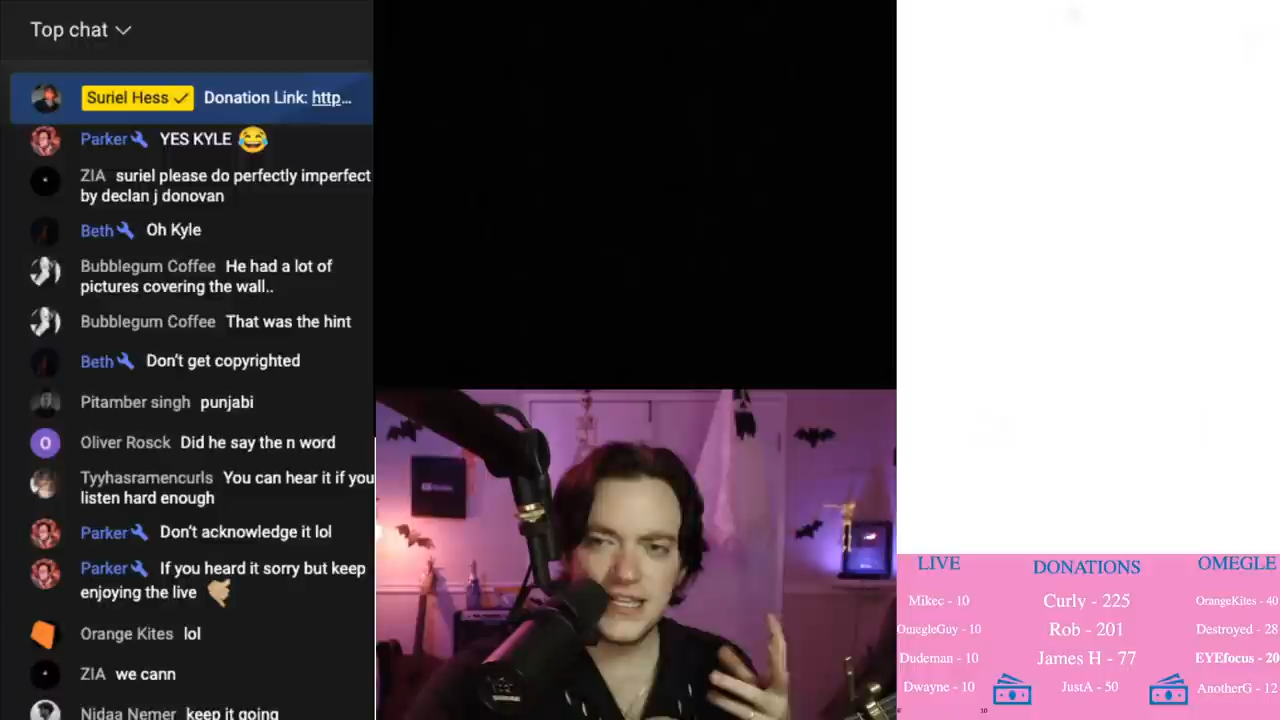 Top chat
Suriel Hess Donation Link: http...
Parker YES KYLE 😂
ZIA suriel please do perfectly imperfect
by declan j donovan
Beth Oh Kyle
Bubblegum Coffee He had a lot of
pictures covering the wall..
Bubblegum Coffee That was the hint
Beth Don't get copyrighted
Pitamber singh punjabi
O Oliver Rosck Did he say the n word
Tyyhasramencurls You can hear it if you
listen hard enough
Parker Don't acknowledge it lol
Parker If you heard it sorry but keep
enjoying the live
Orange Kites lol
ZIA we cann
Nidaa Nemer keep it going
LIVE
Mikec - 10
OmegleGuy - 10
Dudeman - 10
Dwayne - 10
10
DONATIONS
Curly - 225
Rob - 201
James H - 77
JustA - 50
OMEGLE
OrangeKites - 40
Destroyed - 28
EYEfocus - 20
AnotherG - 12